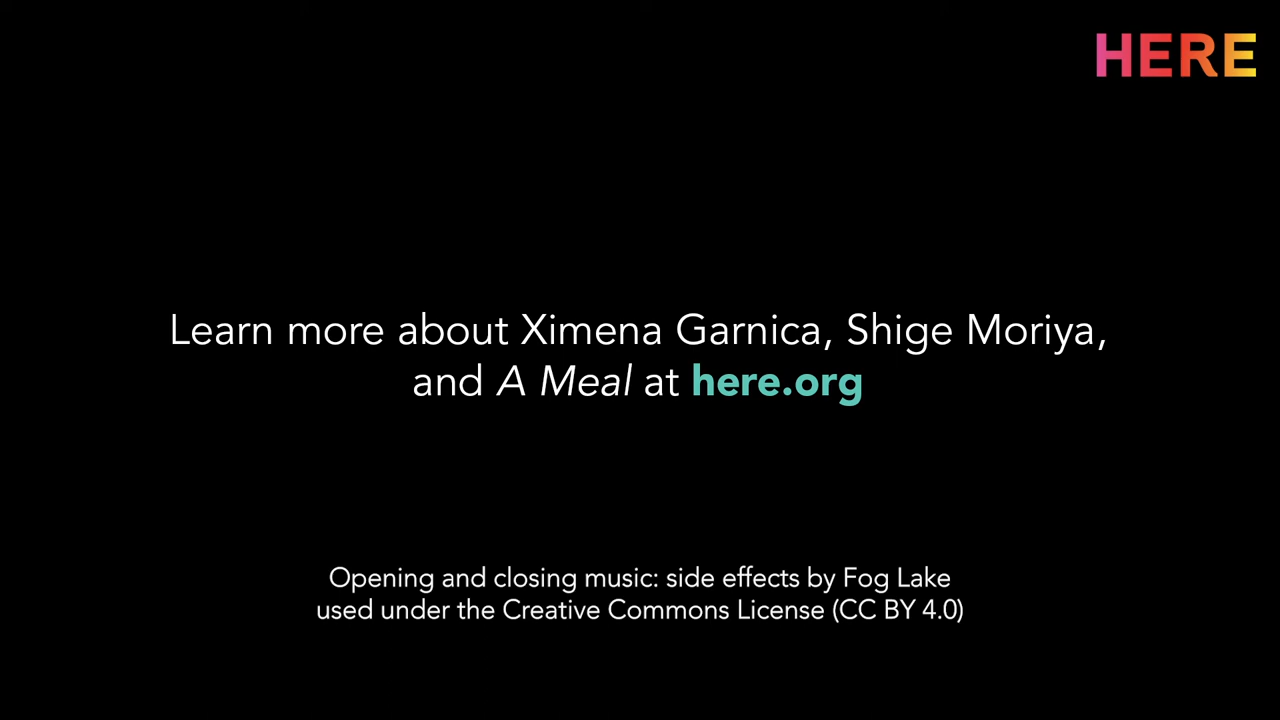 HERE
Learn more about Ximena Garnica, Shige Moriya,
and A Meal at here.org
Opening and closing music: side effects by Fog Lake
used under the Creative Commons License (CC BY 4.0)